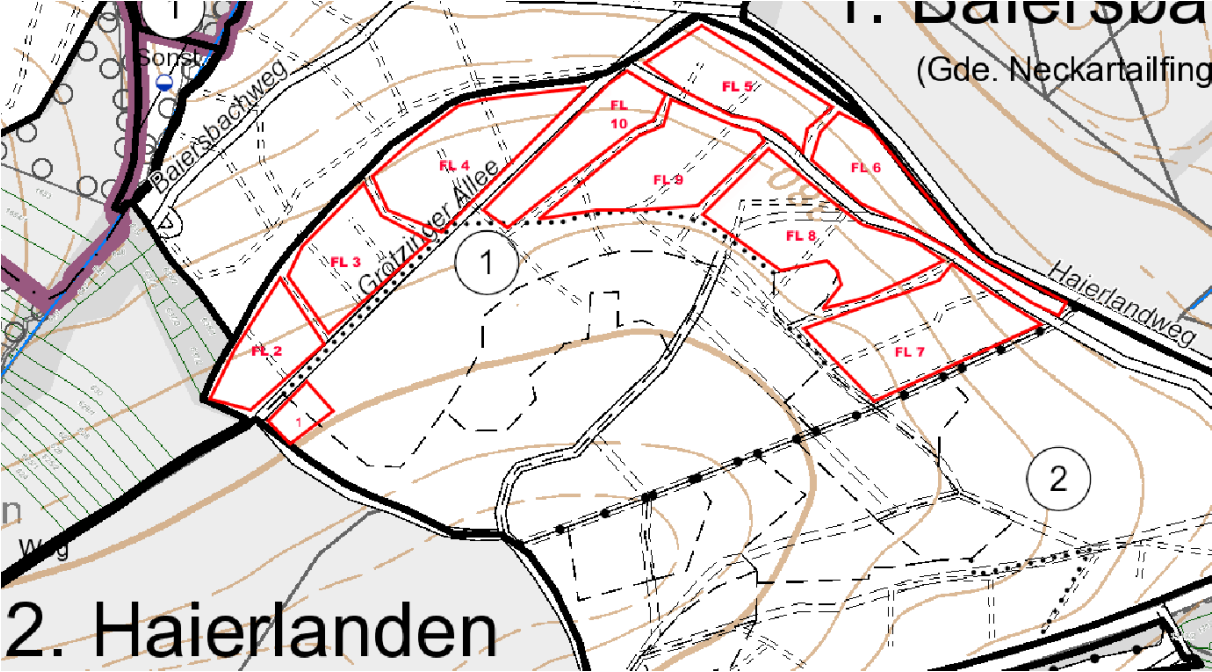 1
1. Baiersba
(Gde. Neckartailfing
Sonst
Baiersbachweg
FL 5
FL
10
FL 4
FL 6
FL 9
Grötzinger Allee
FL 8
FL 3
1
Haierlandweg
FL 2
FL 7
1
2
n
Weg
2. Haierlanden